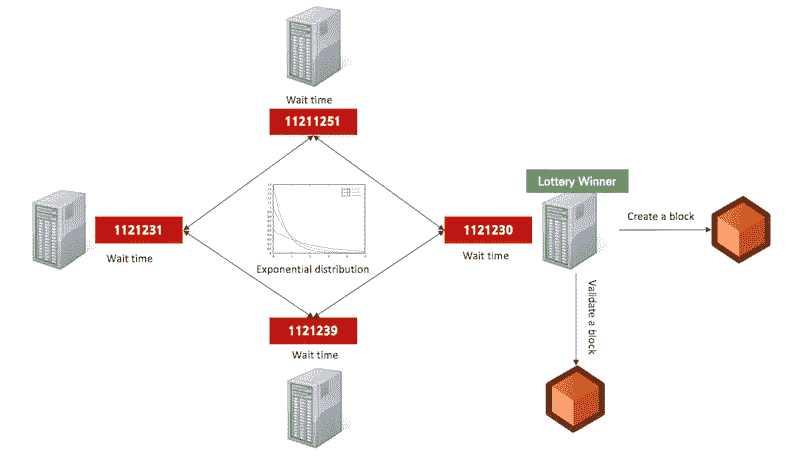 Wait time
11211251
Lottery Winner
1121231
Wait time
Exponential distribution
1121230
Wait time
Create a block
Validate a block
1121239
Wait time